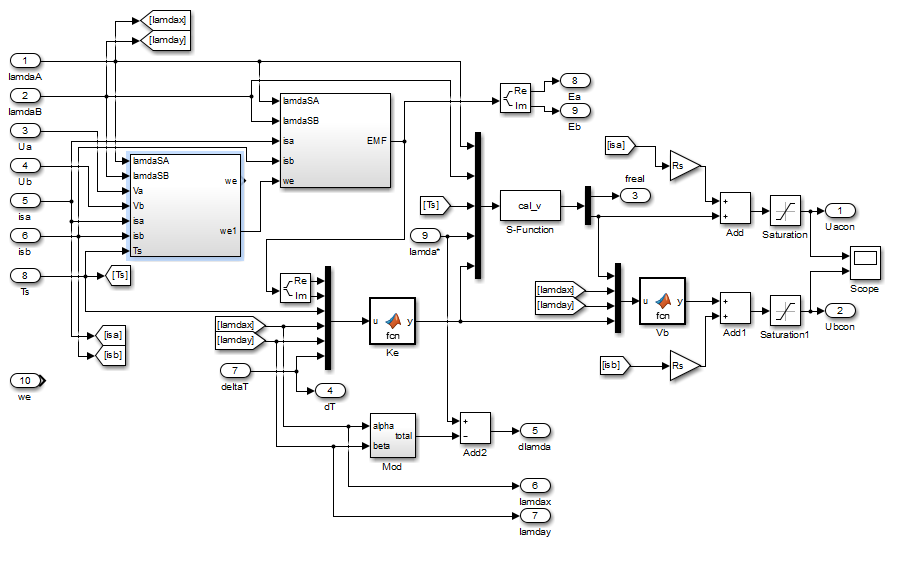 [lamdax]
[lamday]
1
lamdaA
2
lamdaB
3
Ua
4
Ub
5
isa
6
isb
8
Ts
[Ts]
[isa]
[isb]
10
we
lamdaSA
lamdaSB
Va
Vb
isa
isb
Ts
we
we1
lamdaSA
lamdaSB
isa
isb
we
EMF
Re
Im
8
Ea
9
Eb
[Ts]
9
lamda*
cal_v
S-Function
freal
3
[isa]
Rs
Add
Saturation
1
Uacon
Scope
Re
Im
[lamdax]
[lamday]
7
deltaT
4
dT
u
y
fcn
Ke
[lamdax]
[lamday]
u
y
fcn
Vb
Add1
Saturation1
2
Ubcon
[isb]
Rs
alpha
beta
total
Mod
Add2
5
dlamda
6
lamdax
7
lamday